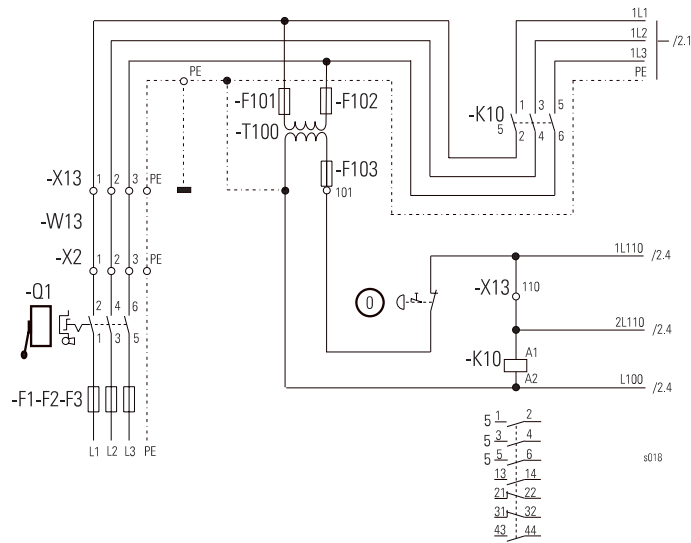 1L1
1L2
/2.1
1L3
PE
PE
-F101
-F102
-K10
5
1 3 5
2 4 6
-T100
-F103
101
-X13
1 2 3 PE
-W13
-X2
1 2 3 PE
-Q1
2 4 6
1 3 5
-F1-F2-F3
L1 L2 L3 PE
0
1L110 /2.4
-X13 110
2L110 /2.4
-K10
A1
A2
L100 /2.4
5 1 2
5 3 4
5 5 6
13 14
21 22
31 32
43 44
s018